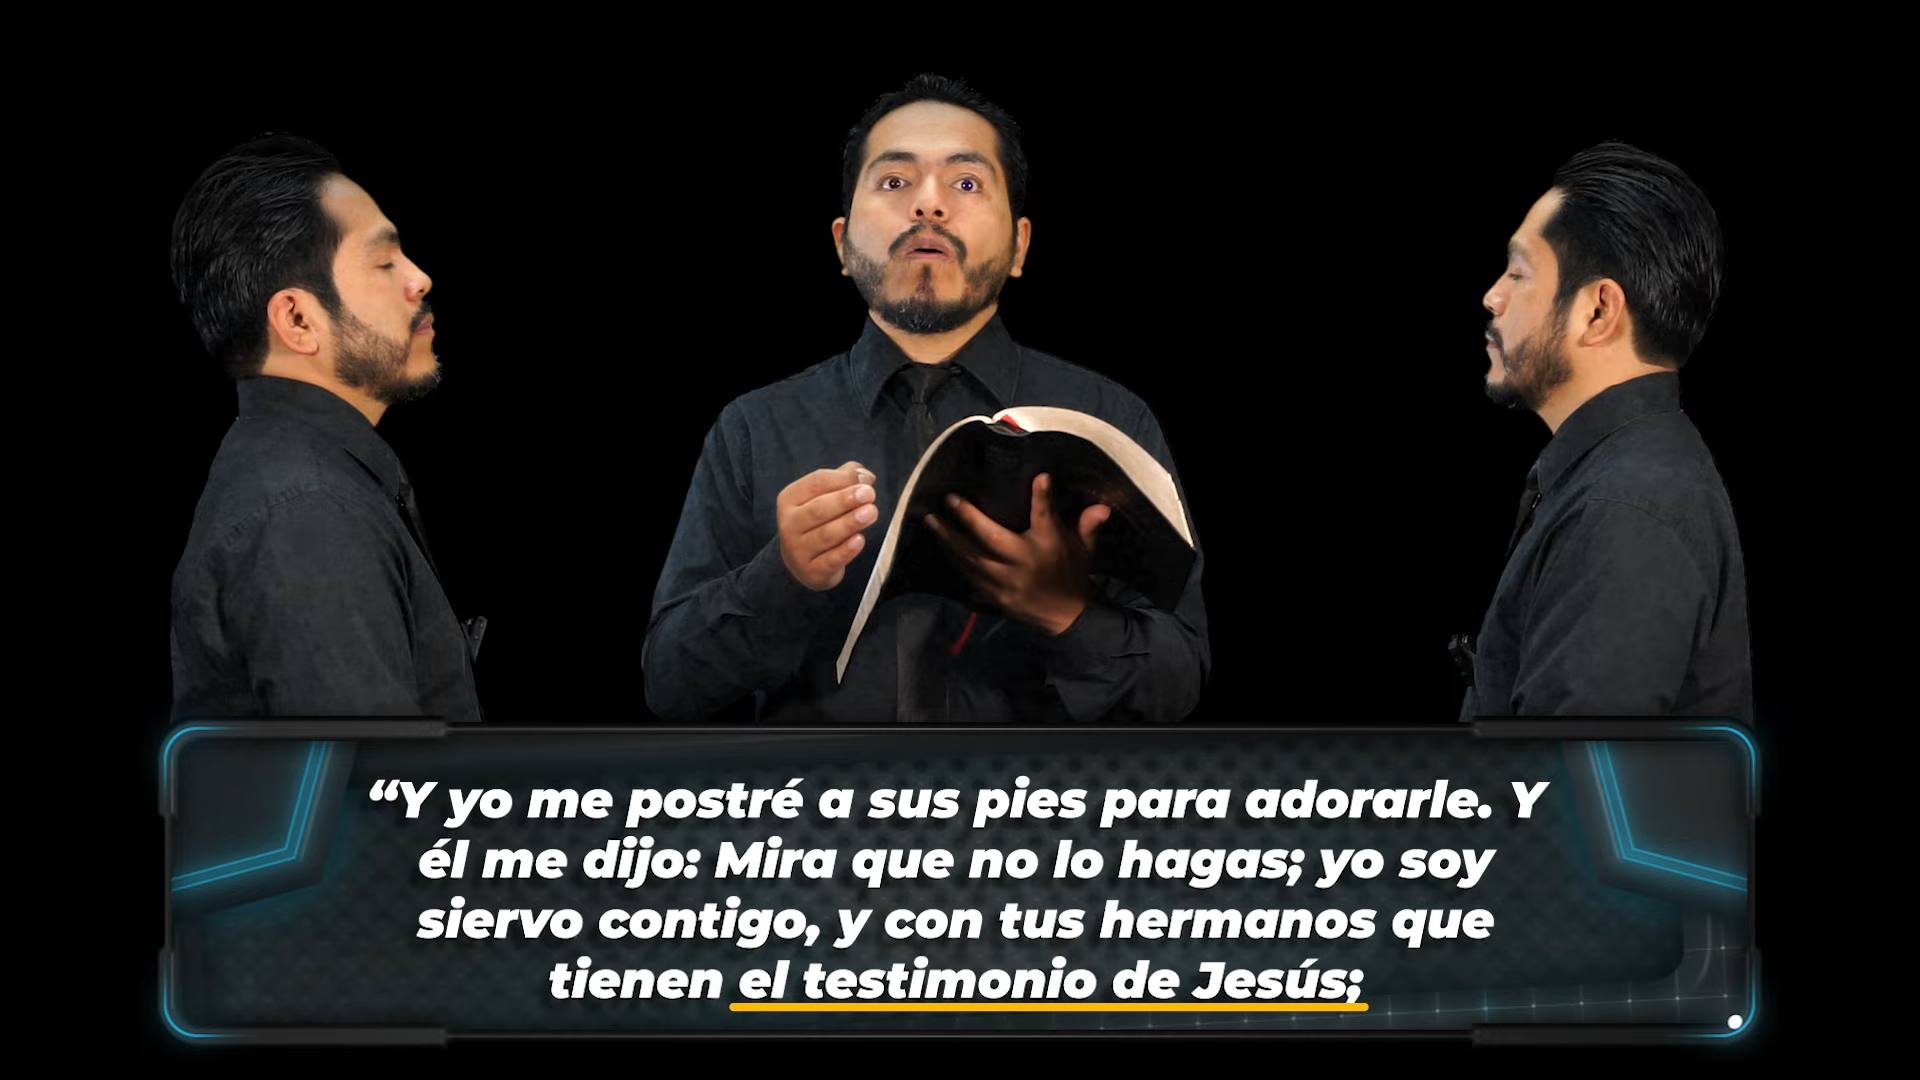 “Y yo me postré a sus pies para adorarle. Y
él me dijo: Mira que no lo hagas; yo soy
siervo contigo, y con tus hermanos que
tienen el testimonio de Jesús;